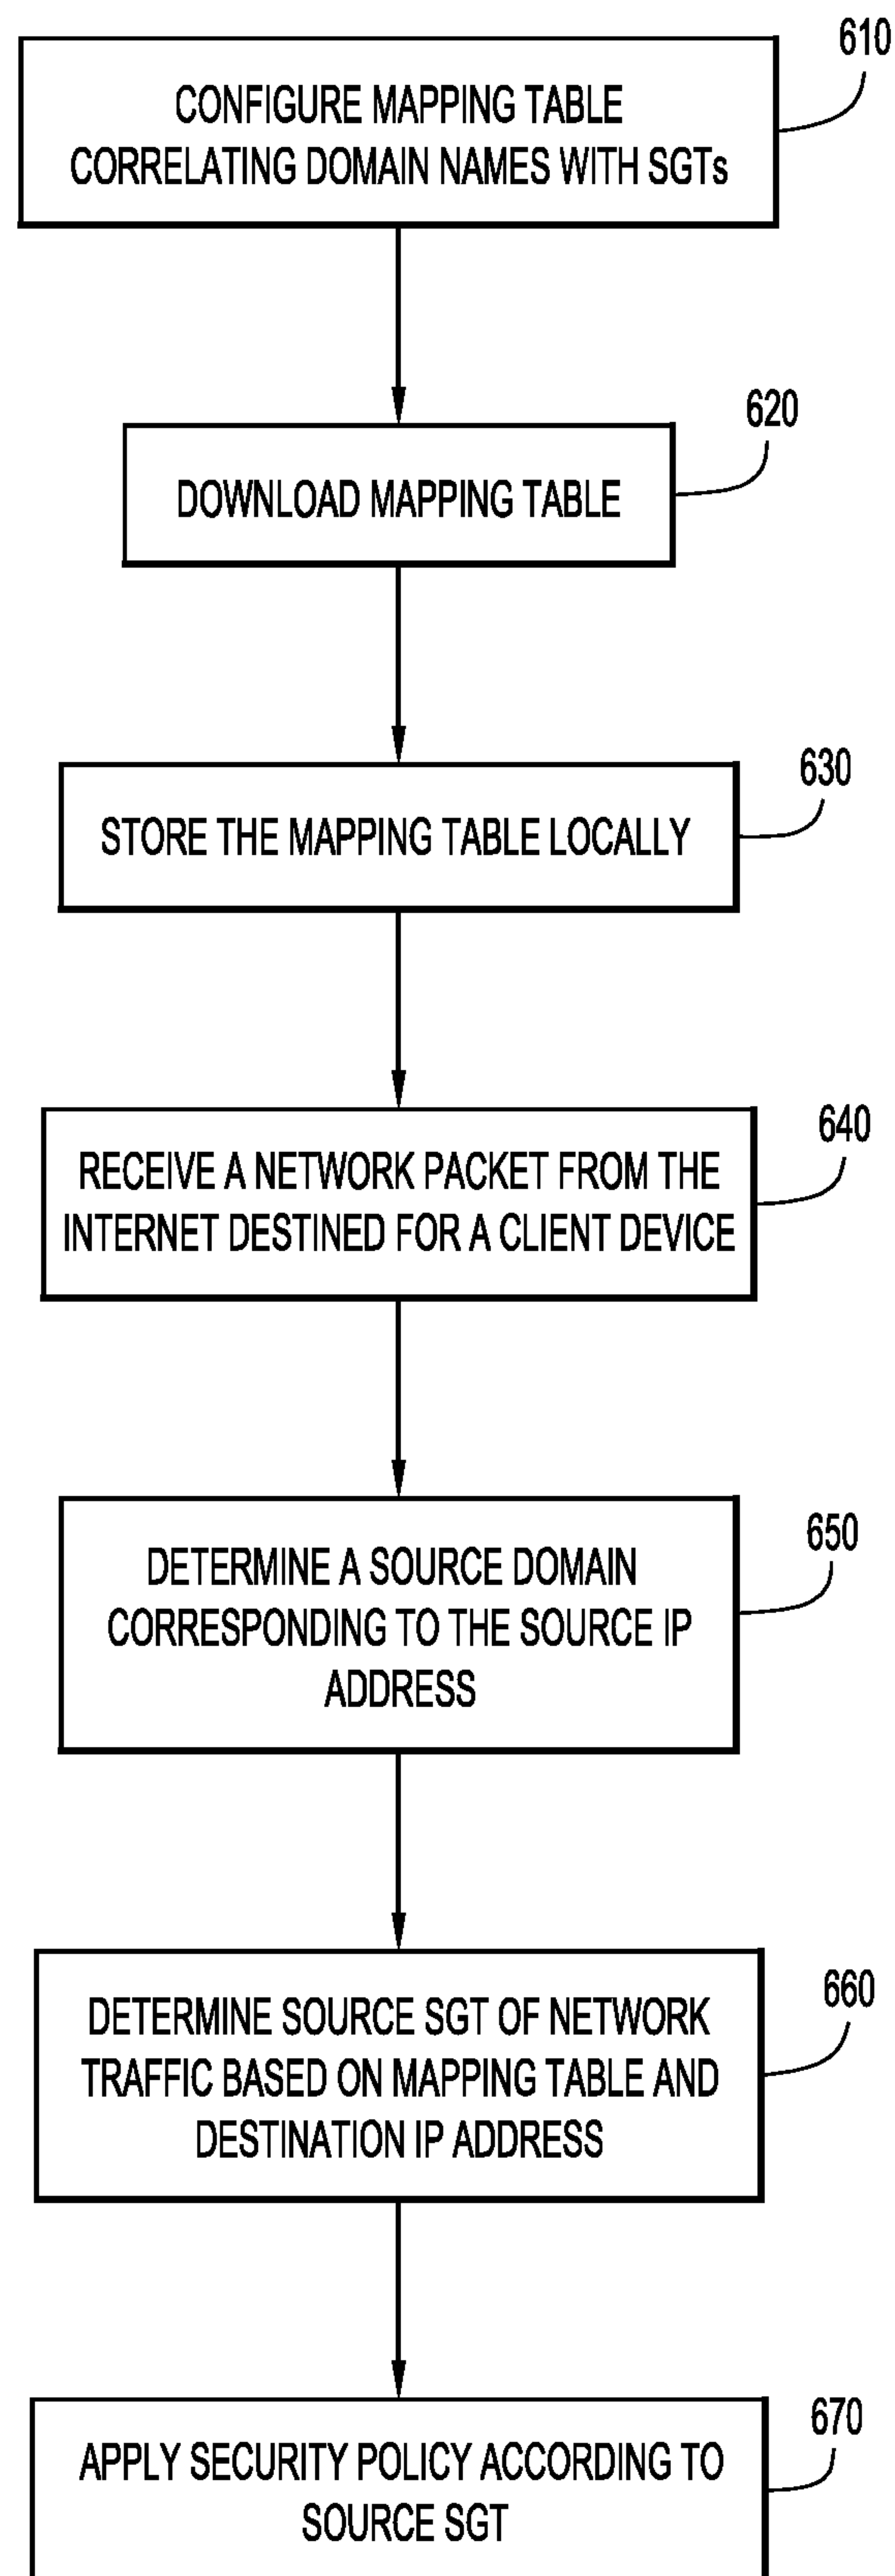 610
CONFIGURE MAPPING TABLE
CORRELATING DOMAIN NAMES WITH SGTs
620
DOWNLOAD MAPPING TABLE
630
STORE THE MAPPING TABLE LOCALLY
640
RECEIVE A NETWORK PACKET FROM THE
INTERNET DESTINED FOR A CLIENT DEVICE
650
DETERMINE A SOURCE DOMAIN
CORRESPONDING TO THE SOURCE IP
ADDRESS
660
DETERMINE SOURCE SGT OF NETWORK
TRAFFIC BASED ON MAPPING TABLE AND
DESTINATION IP ADDRESS
670
APPLY SECURITY POLICY ACCORDING TO
SOURCE SGT